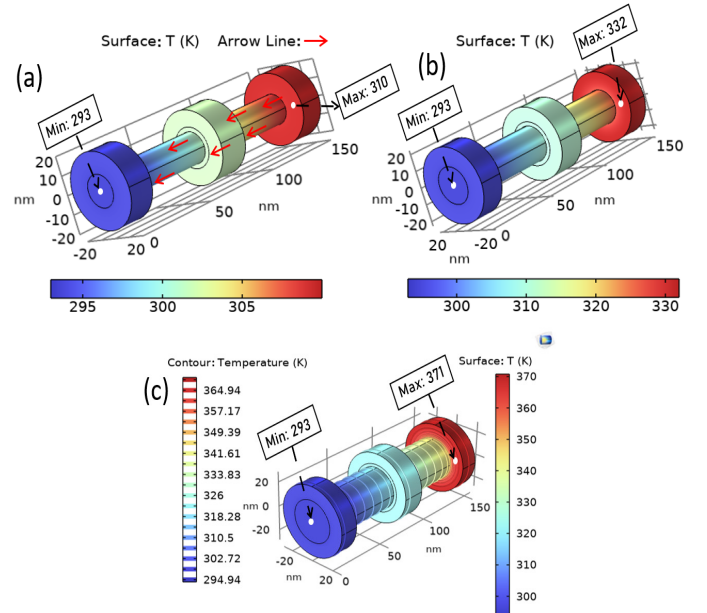 Surface: T (K) Arrow Line:
(a)
Min: 293
Max: 310
20
10
0
-10
-20
nm
-20
20
0
50
100
150
nm
295 300 305
Surface: T (K)
(b)
Max: 332
Min: 293
20
10
0
-10
-20
nm
20
-20
nm
0
50
100
150
nm
300 310 320 330
Contour: Temperature (K)
(c)
364.94
357.17
349.39
341.61
333.83
326
318.28
310.5
302.72
294.94
Min: 293
Max: 371
20
nm 0
-20
-20
nm
20
0
50
100
150
nm
Surface: T (K)
370
360
350
340
330
320
310
300